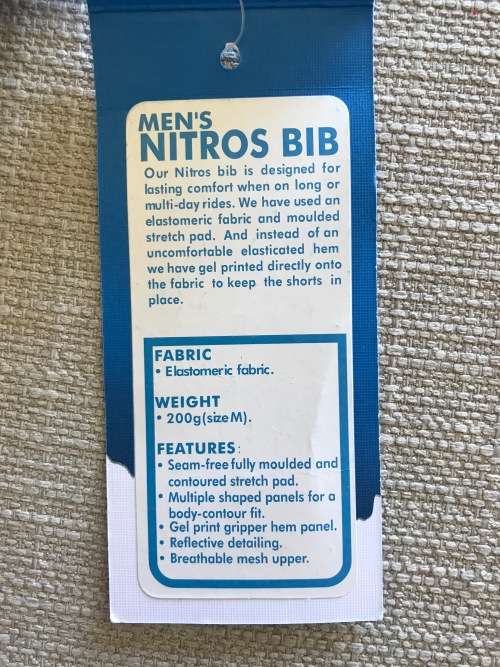 MEN'S
NITROS BIB
Our Nitros bib is designed for
lasting comfort when on long or
multi-day rides. We have used an
elastomeric fabric and moulded
stretch pad. And instead of an
uncomfortable elasticated hem
we have gel printed directly onto
the fabric to keep the shorts in
place.
FABRIC
• Elastomeric fabric.
WEIGHT
• 200g(size M).
FEATURES:
• Seam-free fully moulded and
contoured stretch pad.
• Multiple shaped panels for a
body-contour fit.
• Gel print gripper hem panel.
• Reflective detailing.
• Breathable mesh upper.